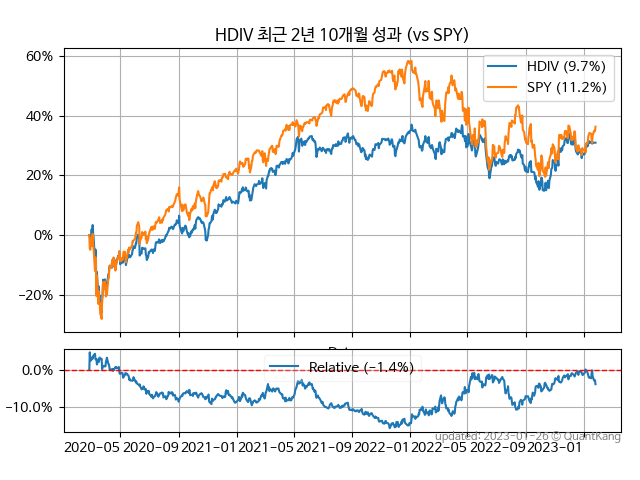 HDIV 최근 2년 10개월 성과 (vs SPY)
HDIV (9.7%)
SPY (11.2%)
60%
40%
20%
0%
−20%
Relative (−1.4%)
0.0%
−10.0%
updated: 2023-01-26 © QuantKang
2020-05 2020-09 2021-01 2021-05 2021-09 2022-01 2022-05 2022-09 2023-01